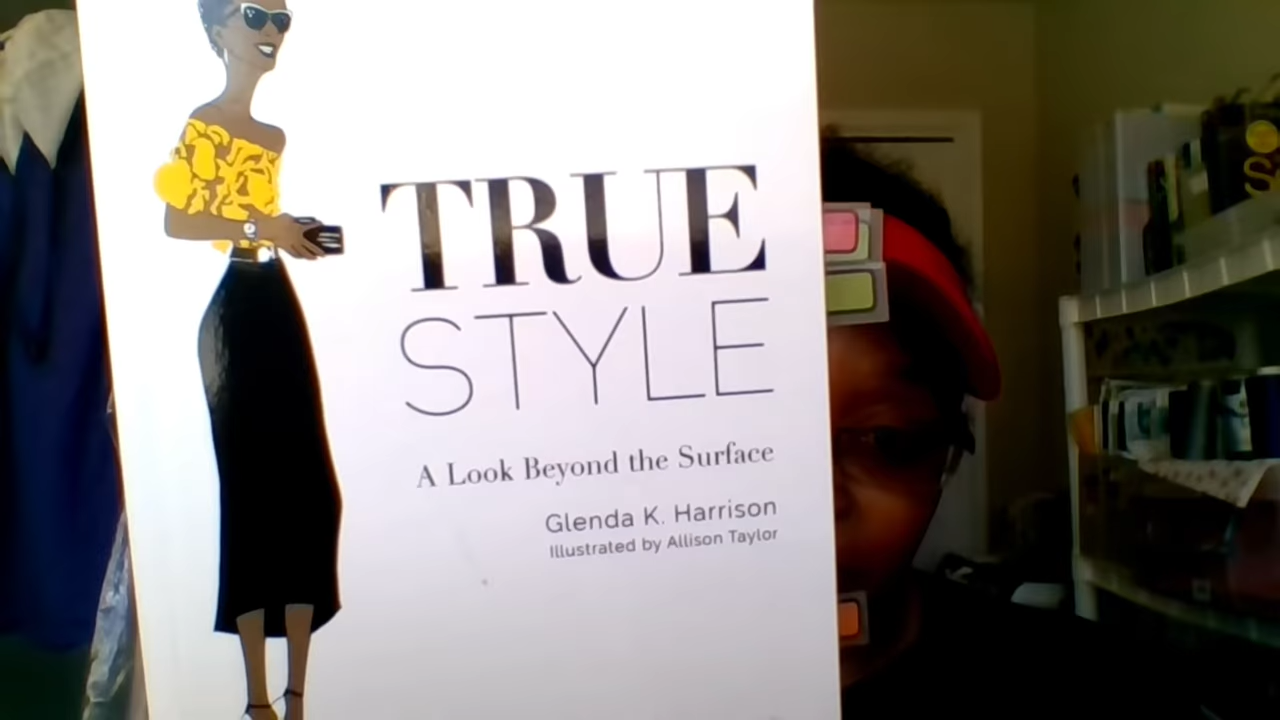 TRUE
STYLE
A Look Beyond the Surface
Glenda K. Harrison
Illustrated by Allison Taylor